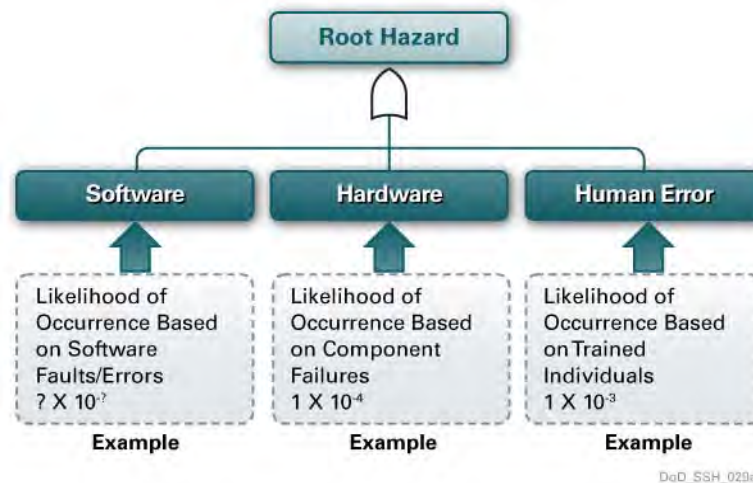 Root Hazard
Software
Hardware
Human Error
Likelihood of
Occurrence Based
on Software
Faults/Errors
? X 10⁻?
Example
Likelihood of
Occurrence Based
on Component
Failures
1 X 10⁻⁴
Example
Likelihood of
Occurrence Based
on Trained
Individuals
1 X 10⁻³
Example
DoD_SSH_029a